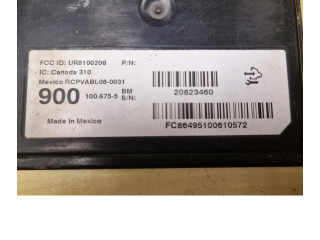 FCC ID: UR8100206 P/N:
IC: Canada 310
Mexico RCPVABL08-0031
900 100.675-5 BM S/N:
20823460
Made in Mexico
FC86495100610572